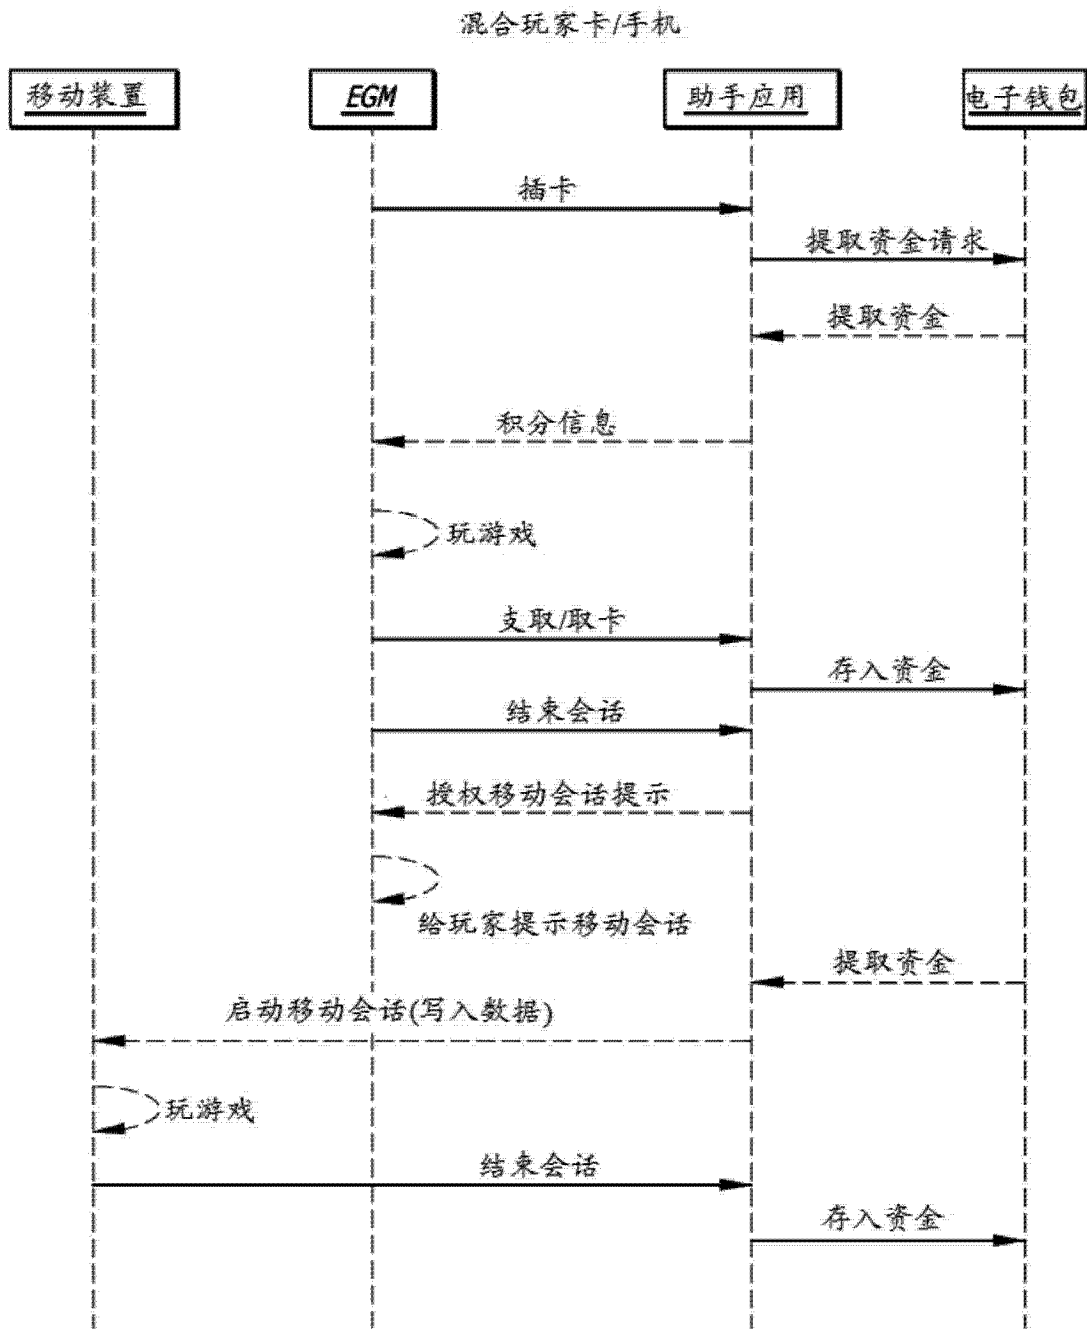 混合玩家卡/手机
移动装置
EGM
助手应用
电子钱包
插卡
提取资金请求
提取资金
积分信息
玩游戏
支取/取卡
存入资金
结束会话
授权移动会话提示
给玩家提示移动会话
提取资金
启动移动会话(写入数据)
玩游戏
结束会话
存入资金